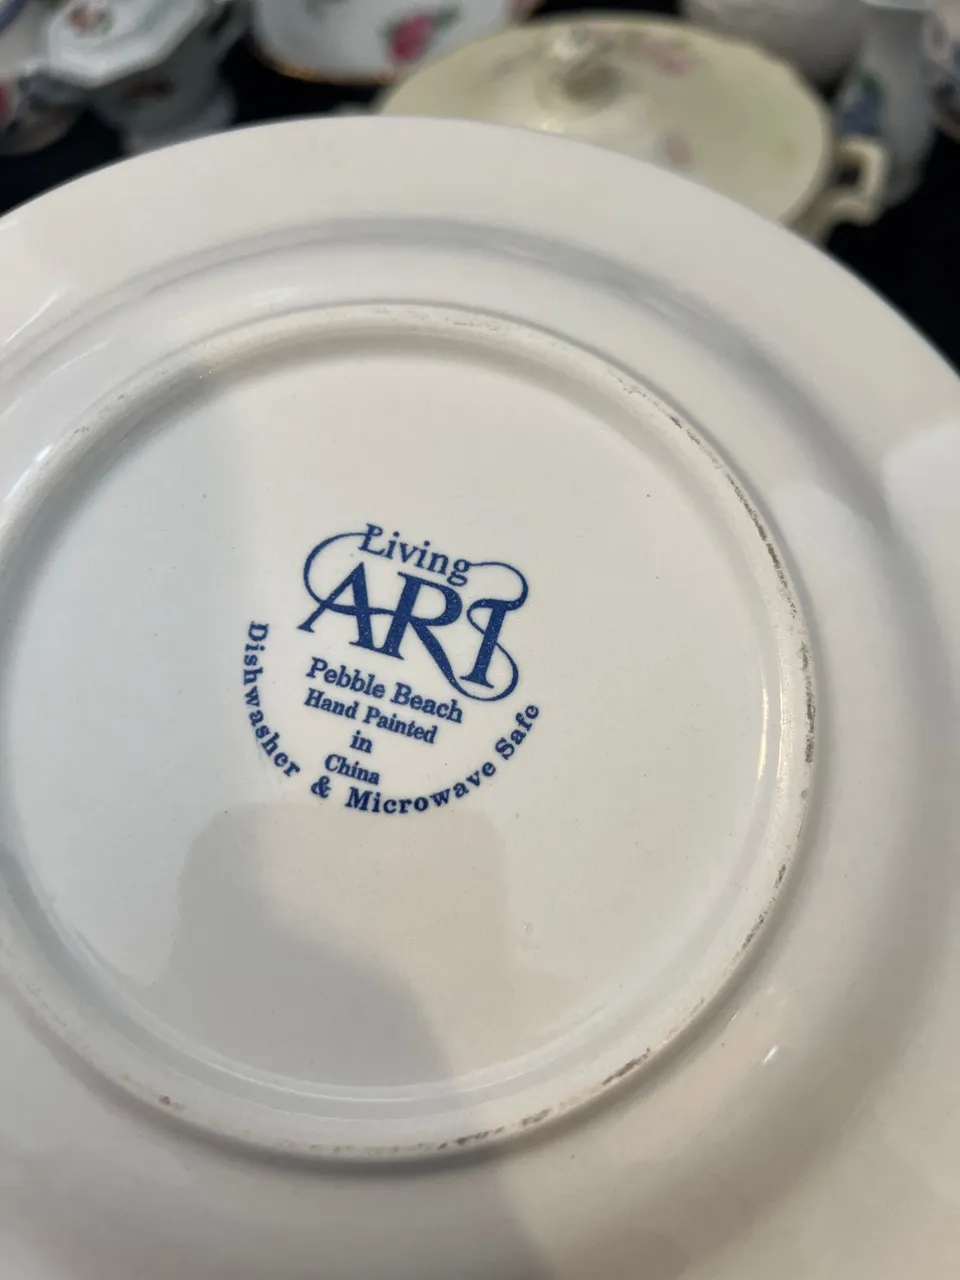 Living
ART
Pebble Beach
Hand Painted
in
China
Dishwasher & Microwave Safe